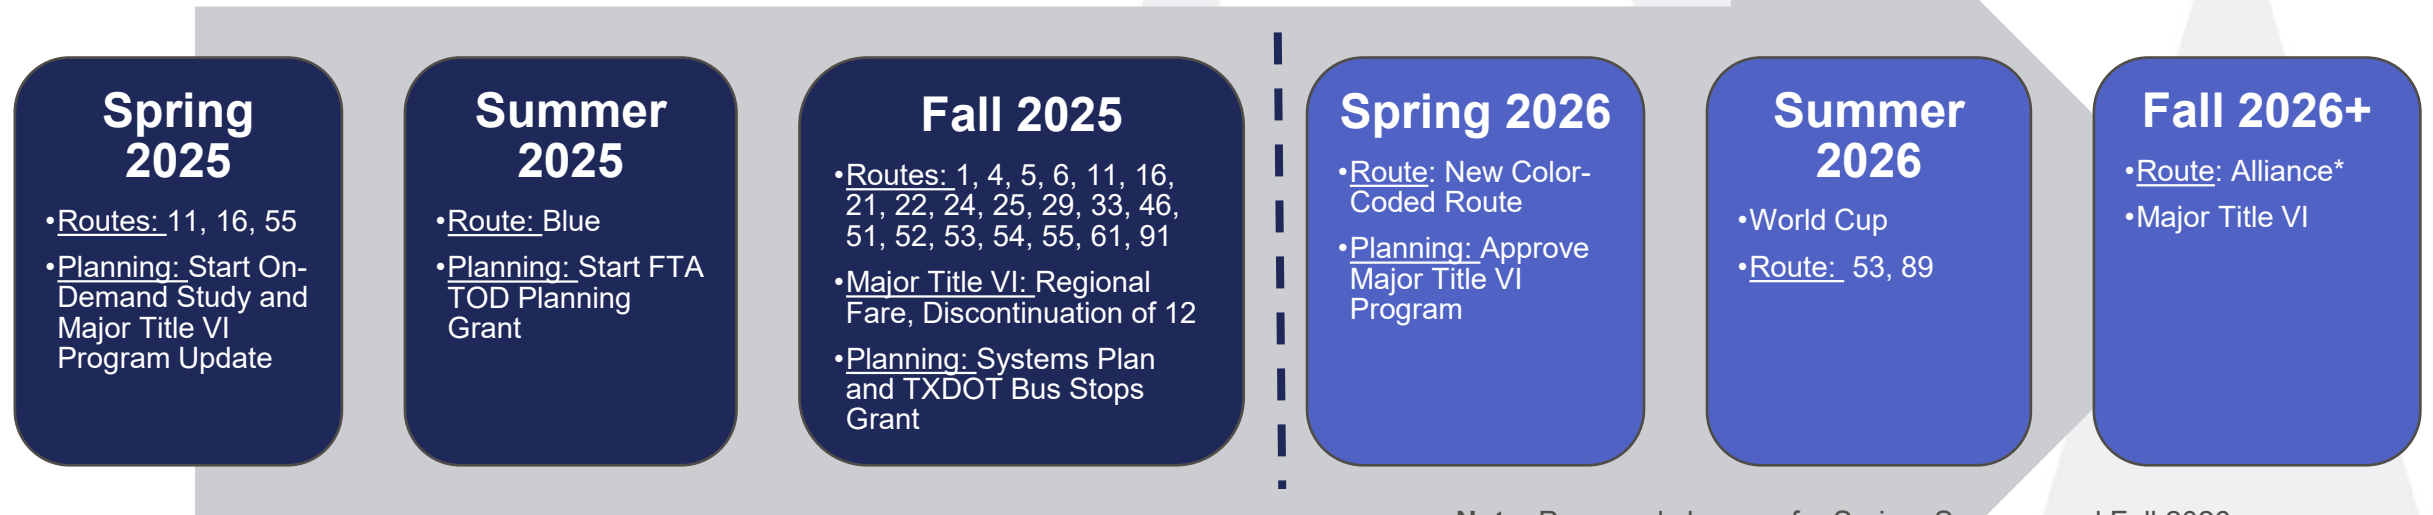 Spring
2025
•Routes: 11, 16, 55
•Planning: Start On-
Demand Study and
Major Title VI
Program Update
Summer
2025
•Route: Blue
•Planning: Start FTA
TOD Planning
Grant
Fall 2025
•Routes: 1, 4, 5, 6, 11, 16,
21, 22, 24, 25, 29, 33, 46,
51, 52, 53, 54, 55, 61, 91
•Major Title VI: Regional
Fare, Discontinuation of 12
•Planning: Systems Plan
and TXDOT Bus Stops
Grant
Spring 2026
•Route: New Color-
Coded Route
•Planning: Approve
Major Title VI
Program
Summer
2026
•World Cup
•Route: 53, 89
Fall 2026+
•Route: Alliance*
•Major Title VI